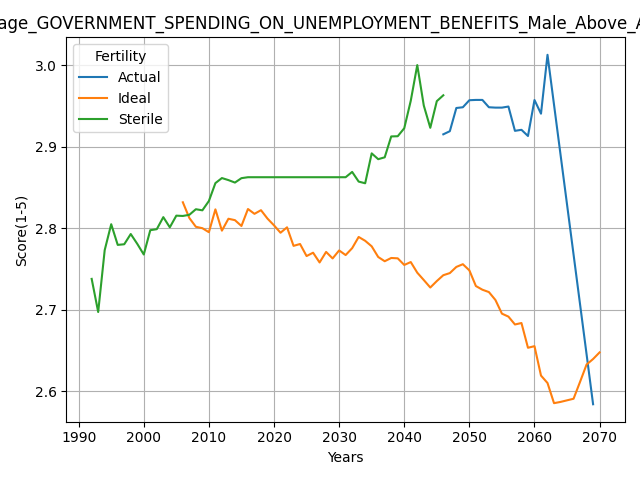 age_GOVERNMENT_SPENDING_ON_UNEMPLOYMENT_BENEFITS_Male_Above_A
Fertility
Actual
Ideal
Sterile
Score(1-5)
3.0
2.9
2.8
2.7
2.6
1990 2000 2010 2020 2030 2040 2050 2060 2070
Years